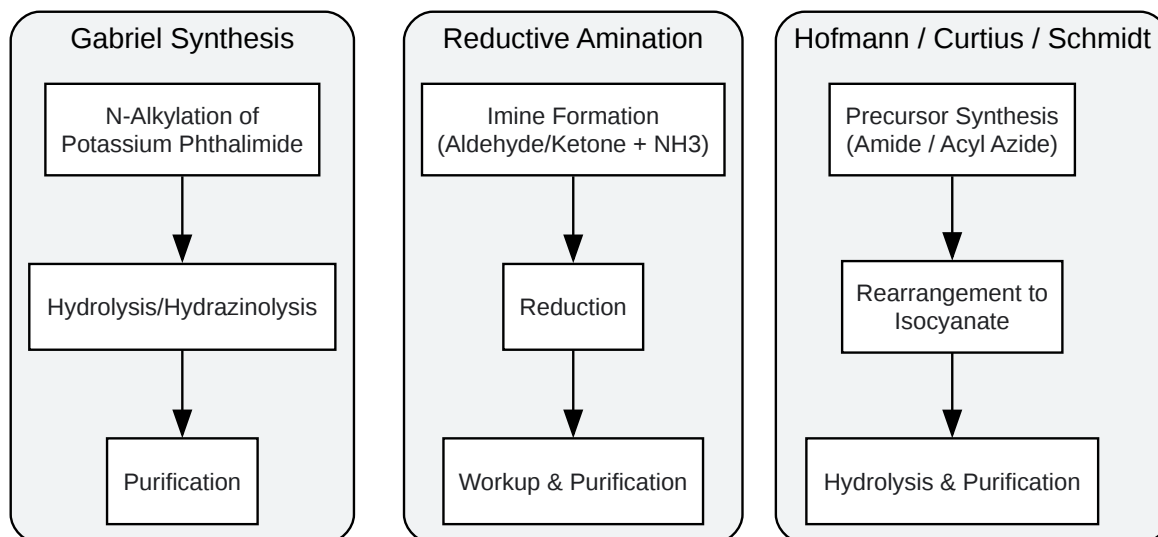 Gabriel Synthesis
N-Alkylation of
Potassium Phthalimide
Hydrolysis/Hydrazinolysis
Purification
Reductive Amination
Imine Formation
(Aldehyde/Ketone + NH3)
Reduction
Workup & Purification
Hofmann / Curtius / Schmidt
Precursor Synthesis
(Amide / Acyl Azide)
Rearrangement to
Isocyanate
Hydrolysis & Purification